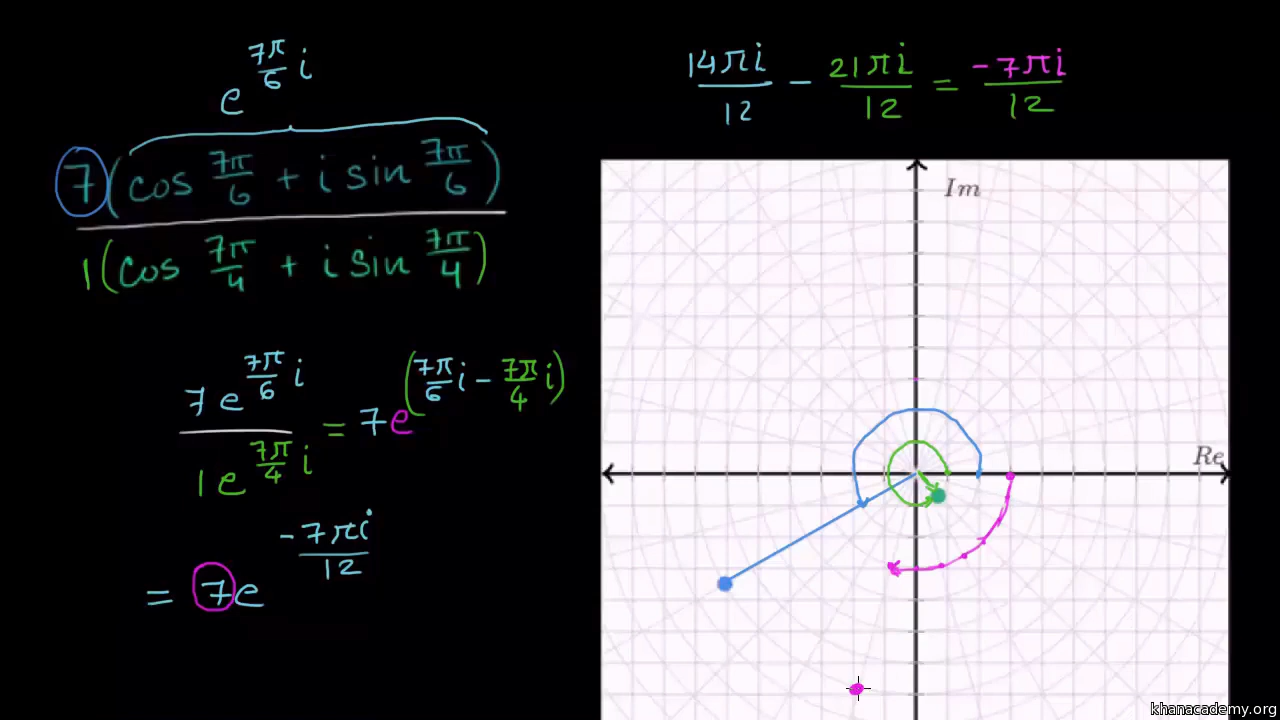 e^(7π/6 i)
7(cos 7π/6 + i sin 7π/6)
1(cos 7π/4 + i sin 7π/4)
7e^(7π/6 i) / 1e^(7π/4 i) = 7e^(7π/6 i - 7π/4 i)
= 7e^(-7πi/12)
14πi/12 - 21πi/12 = -7πi/12
Im
Re
khanacademy.org